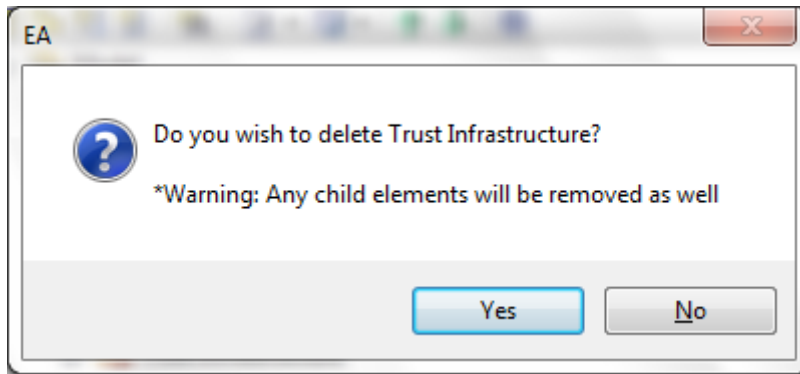 EA
Do you wish to delete Trust Infrastructure?
*Warning: Any child elements will be removed as well
Yes
No